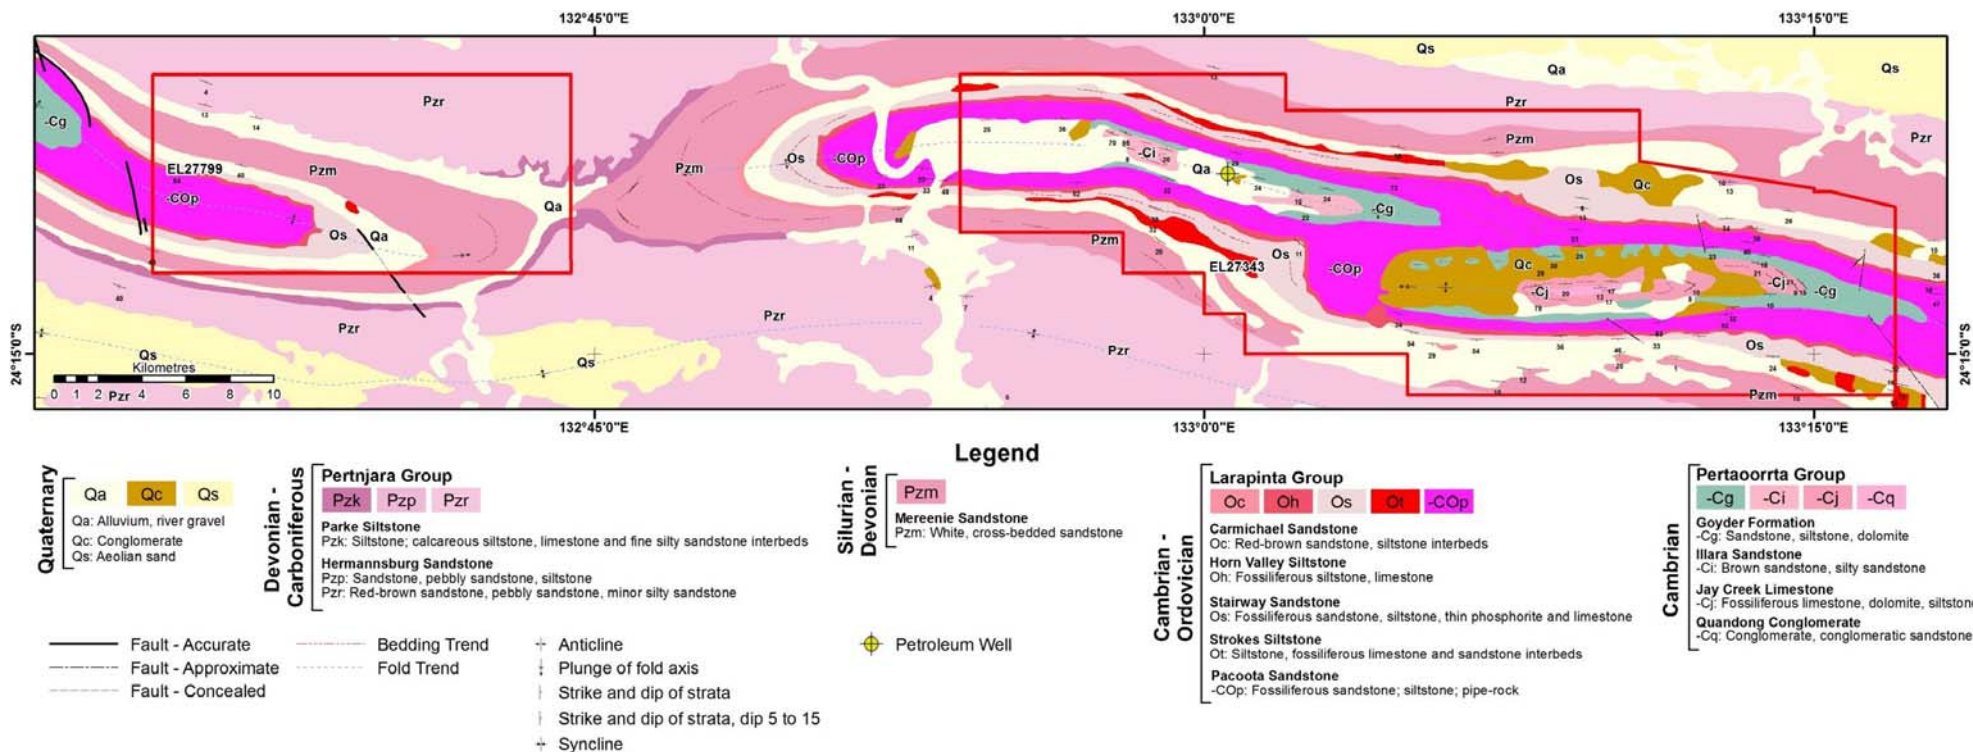 132°45'0"E 133°0'0"E 133°15'0"E
Qs
Qa
Qs
Pzr
Pzr
Pzr
-Cg
Pzm
Pzm
Pzm
Os
-COp
-Ci
Qa
Os
Qc
EL27799
-COp
Qa
Os
Qa
-Cg
Pzm
EL27343
Os
-COp
Qc
-Cj
-Cj
-Cg
Pzr
Pzr
Pzr
Os
Qs
Qs
Pzm
24°15'0"S
24°15'0"S
Kilometres
0 1 2 4 6 8 10
Pzr
132°45'0"E 133°0'0"E 133°15'0"E
Legend
Quaternary
Qa Qc Qs
Qa: Alluvium, river gravel
Qc: Conglomerate
Qs: Aeolian sand
Devonian -
Carboniferous
Pertnjara Group
Pzk Pzp Pzr
Parke Siltstone
Pzk: Siltstone; calcareous siltstone, limestone and fine silty sandstone interbeds
Hermannsburg Sandstone
Pzp: Sandstone, pebbly sandstone, siltstone
Pzr: Red-brown sandstone, pebbly sandstone, minor silty sandstone
Silurian -
Devonian
Pzm
Mereenie Sandstone
Pzm: White, cross-bedded sandstone
Cambrian -
Ordovician
Larapinta Group
Oc Oh Os Ot -COp
Carmichael Sandstone
Oc: Red-brown sandstone, siltstone interbeds
Horn Valley Siltstone
Oh: Fossiliferous siltstone, limestone
Stairway Sandstone
Os: Fossiliferous sandstone, siltstone, thin phosphorite and limestone
Strokes Siltstone
Ot: Siltstone, fossiliferous limestone and sandstone interbeds
Pacoota Sandstone
-COp: Fossiliferous sandstone; siltstone; pipe-rock
Cambrian
Pertaoorrta Group
-Cg -Ci -Cj -Cq
Goyder Formation
-Cg: Sandstone, siltstone, dolomite
Illara Sandstone
-Ci: Brown sandstone, silty sandstone
Jay Creek Limestone
-Cj: Fossiliferous limestone, dolomite, siltstone
Quandong Conglomerate
-Cq: Conglomerate, conglomeratic sandstone
Fault - Accurate
Fault - Approximate
Fault - Concealed
Bedding Trend
Fold Trend
Anticline
Plunge of fold axis
Strike and dip of strata
Strike and dip of strata, dip 5 to 15
Syncline
Petroleum Well